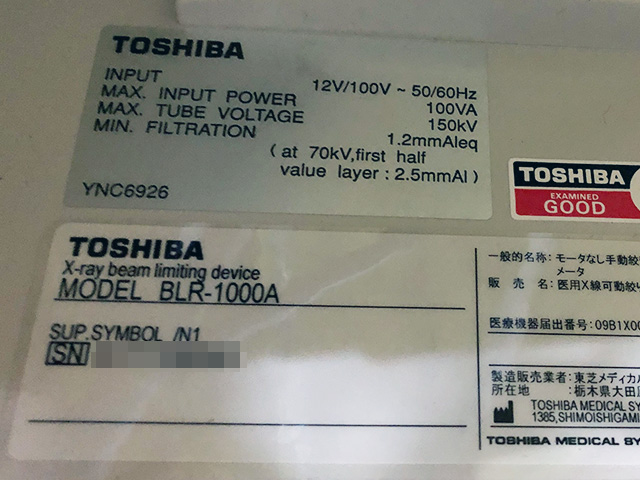 TOSHIBA
INPUT 12V/100V ~ 50/60Hz
MAX. INPUT POWER 100VA
MAX. TUBE VOLTAGE 150kV
MIN. FILTRATION 1.2mmAleq
(at 70kV,first half
value layer : 2.5mmAl)
YNC6926
TOSHIBA
EXAMINED
GOOD
TOSHIBA
X-ray beam limiting device
MODEL BLR-1000A
SUP.SYMBOL /N1
SN
一般的名称: モータなし手動絞
メータ
販 売 名: 医用X線可動絞り
医療機器届出番号: 09B1X00
製造販売業者: 東芝メディカル
所在地 : 栃木県大田原
TOSHIBA MEDICAL SY
1385,SHIMOISHIGAMI
TOSHIBA MEDICAL SY